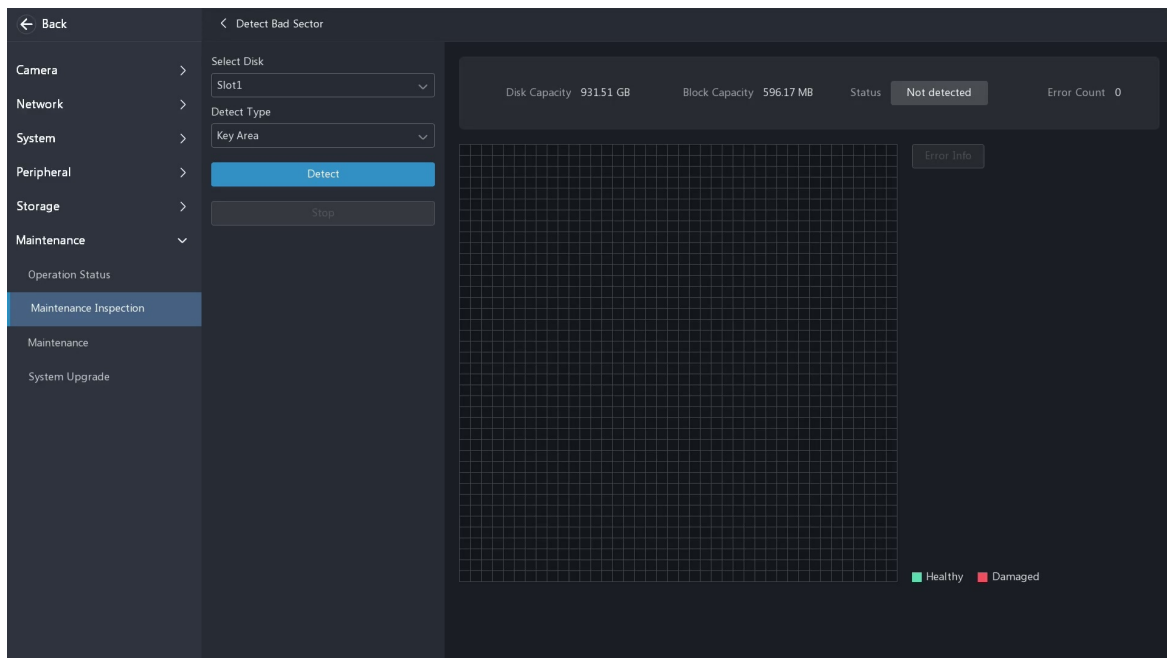 Back
Detect Bad Sector
Camera
Network
System
Peripheral
Storage
Maintenance
Operation Status
Maintenance Inspection
Maintenance
System Upgrade
Select Disk
Slot1
Detect Type
Key Area
Detect
Stop
Disk Capacity 931.51 GB Block Capacity 596.17 MB Status Not detected Error Count 0
Error Info
Healthy Damaged